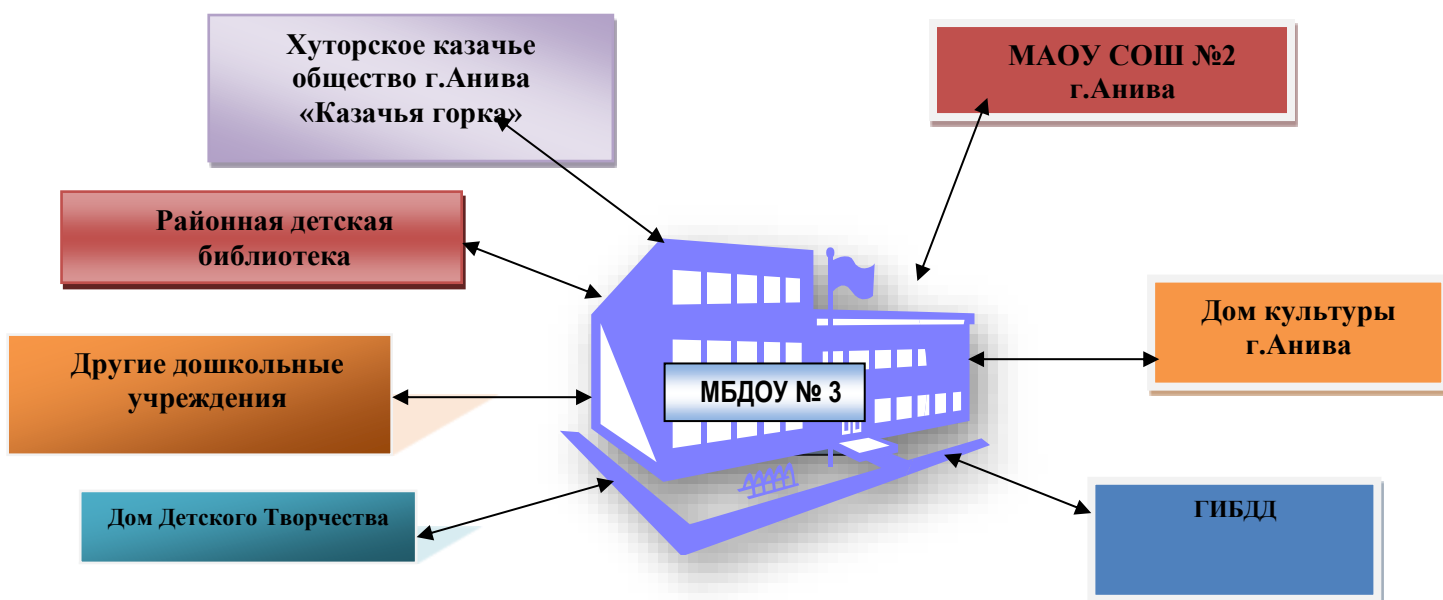 Хуторское казачье
общество г.Анива
«Казачья горка»
МАОУ СОШ №2
г.Анива
Районная детская
библиотека
Дом культуры
г.Анива
Другие дошкольные
учреждения
МБДОУ № 3
Дом Детского Творчества
ГИБДД